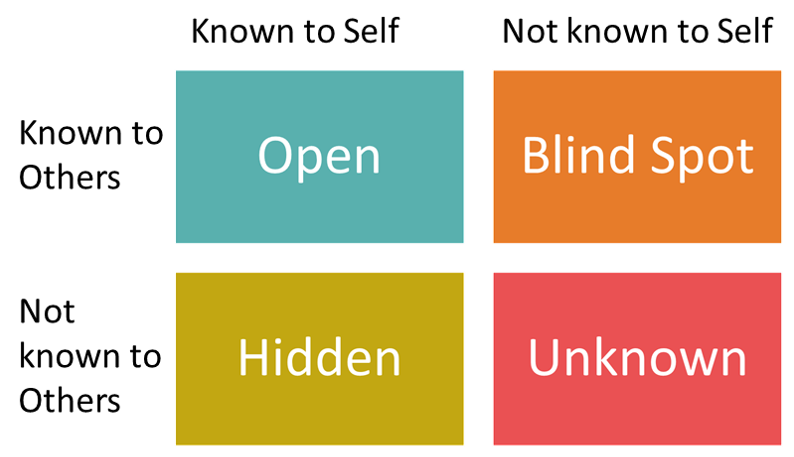 Known to Self
Not known to Self
Known to
Others
Open
Blind Spot
Not
known to
Others
Hidden
Unknown